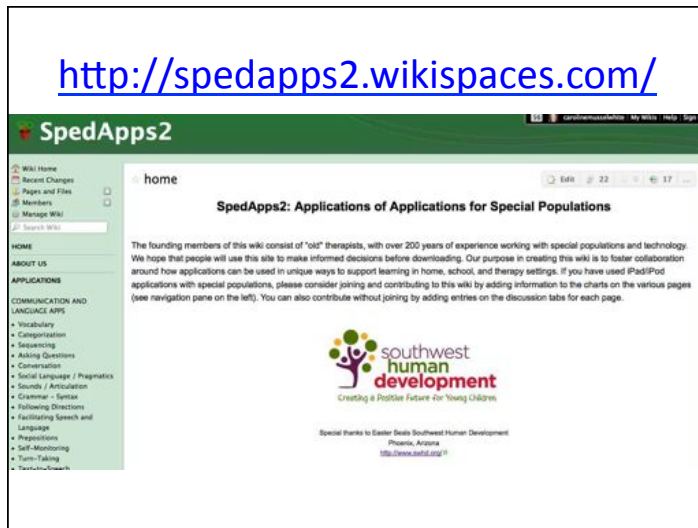 http://spedapps2.wikispaces.com/
SpedApps2
56 carolinemusselwhite | My Wikis | Help | Sign
Wiki Home
Recent Changes
Pages and Files
Members
Manage Wiki
Search Wiki
HOME
ABOUT US
APPLICATIONS
COMMUNICATION AND
LANGUAGE APPS
• Vocabulary
• Categorization
• Sequencing
• Asking Questions
• Conversation
• Social Language / Pragmatics
• Sounds / Articulation
• Grammar - Syntax
• Following Directions
• Facilitating Speech and
Language
• Prepositions
• Self-Monitoring
• Turn-Taking
• Text-to-Speech
home
Edit 22 17 ...
SpedApps2: Applications of Applications for Special Populations
The founding members of this wiki consist of "old" therapists, with over 200 years of experience working with special populations and technology.
We hope that people will use this site to make informed decisions before downloading. Our purpose in creating this wiki is to foster collaboration
around how applications can be used in unique ways to support learning in home, school, and therapy settings. If you have used iPad/iPod
applications with special populations, please consider joining and contributing to this wiki by adding information to the charts on the various pages
(see navigation pane on the left). You can also contribute without joining by adding entries on the discussion tabs for each page.
southwest
human
development
Creating a Positive Future for Young Children
Special thanks to Easter Seals Southwest Human Development
Phoenix, Arizona
http://www.swhd.org/